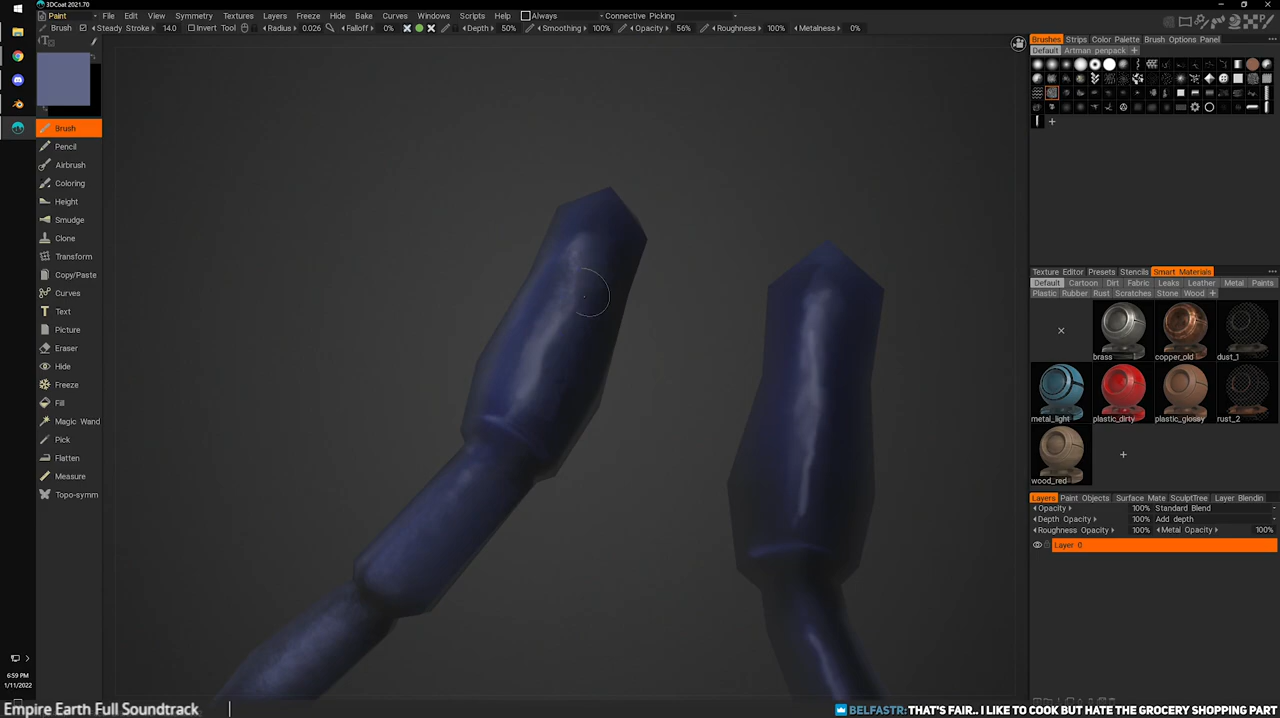 3DCoat 2021.70
Paint File Edit View Symmetry Textures Layers Freeze Hide Bake Curves Windows Scripts Help Always Connective Picking
Brush Steady Stroke 14.0 Invert Tool Radius 0.026 Falloff 0% Depth 50% Smoothing 100% Opacity 56% Roughness 100% Metalness 0%
Brush
Pencil
Airbrush
Coloring
Height
Smudge
Clone
Transform
Copy/Paste
Curves
Text
Picture
Eraser
Hide
Freeze
Fill
Magic Wand
Pick
Flatten
Measure
Topo-symm
Brushes Strips Color Palette Brush Options Panel
Default Artman penpack
Texture Editor Presets Stencils Smart Materials
Default Cartoon Dirt Fabric Leaks Leather Metal Paints
Plastic Rubber Rust Scratches Stone Wood
brass copper_old dust_1
metal_light plastic_dirty plastic_glossy rust_2
wood_red
Layers Paint Objects Surface Mate SculptTree Layer Blendin
Opacity 100% Standard Blend
Depth Opacity 100% Add depth
Roughness Opacity 100% Metal Opacity 100%
Layer 0
6:59 PM
1/11/2022
Empire Earth Full Soundtrack
BELFASTR: THAT'S FAIR.. I LIKE TO COOK BUT HATE THE GROCERY SHOPPING PART